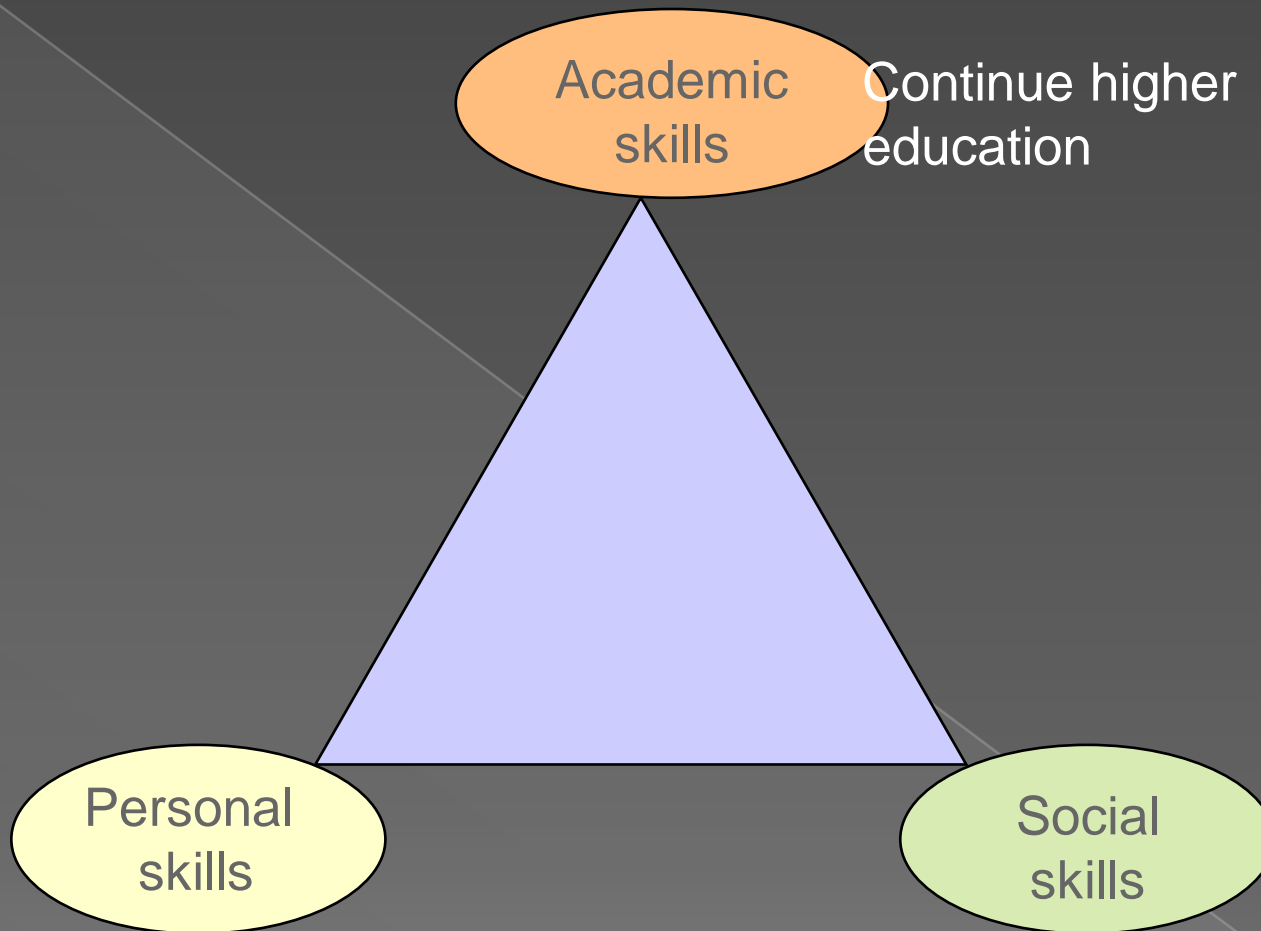 Academic
skills
Continue higher
education
Personal
skills
Social
skills